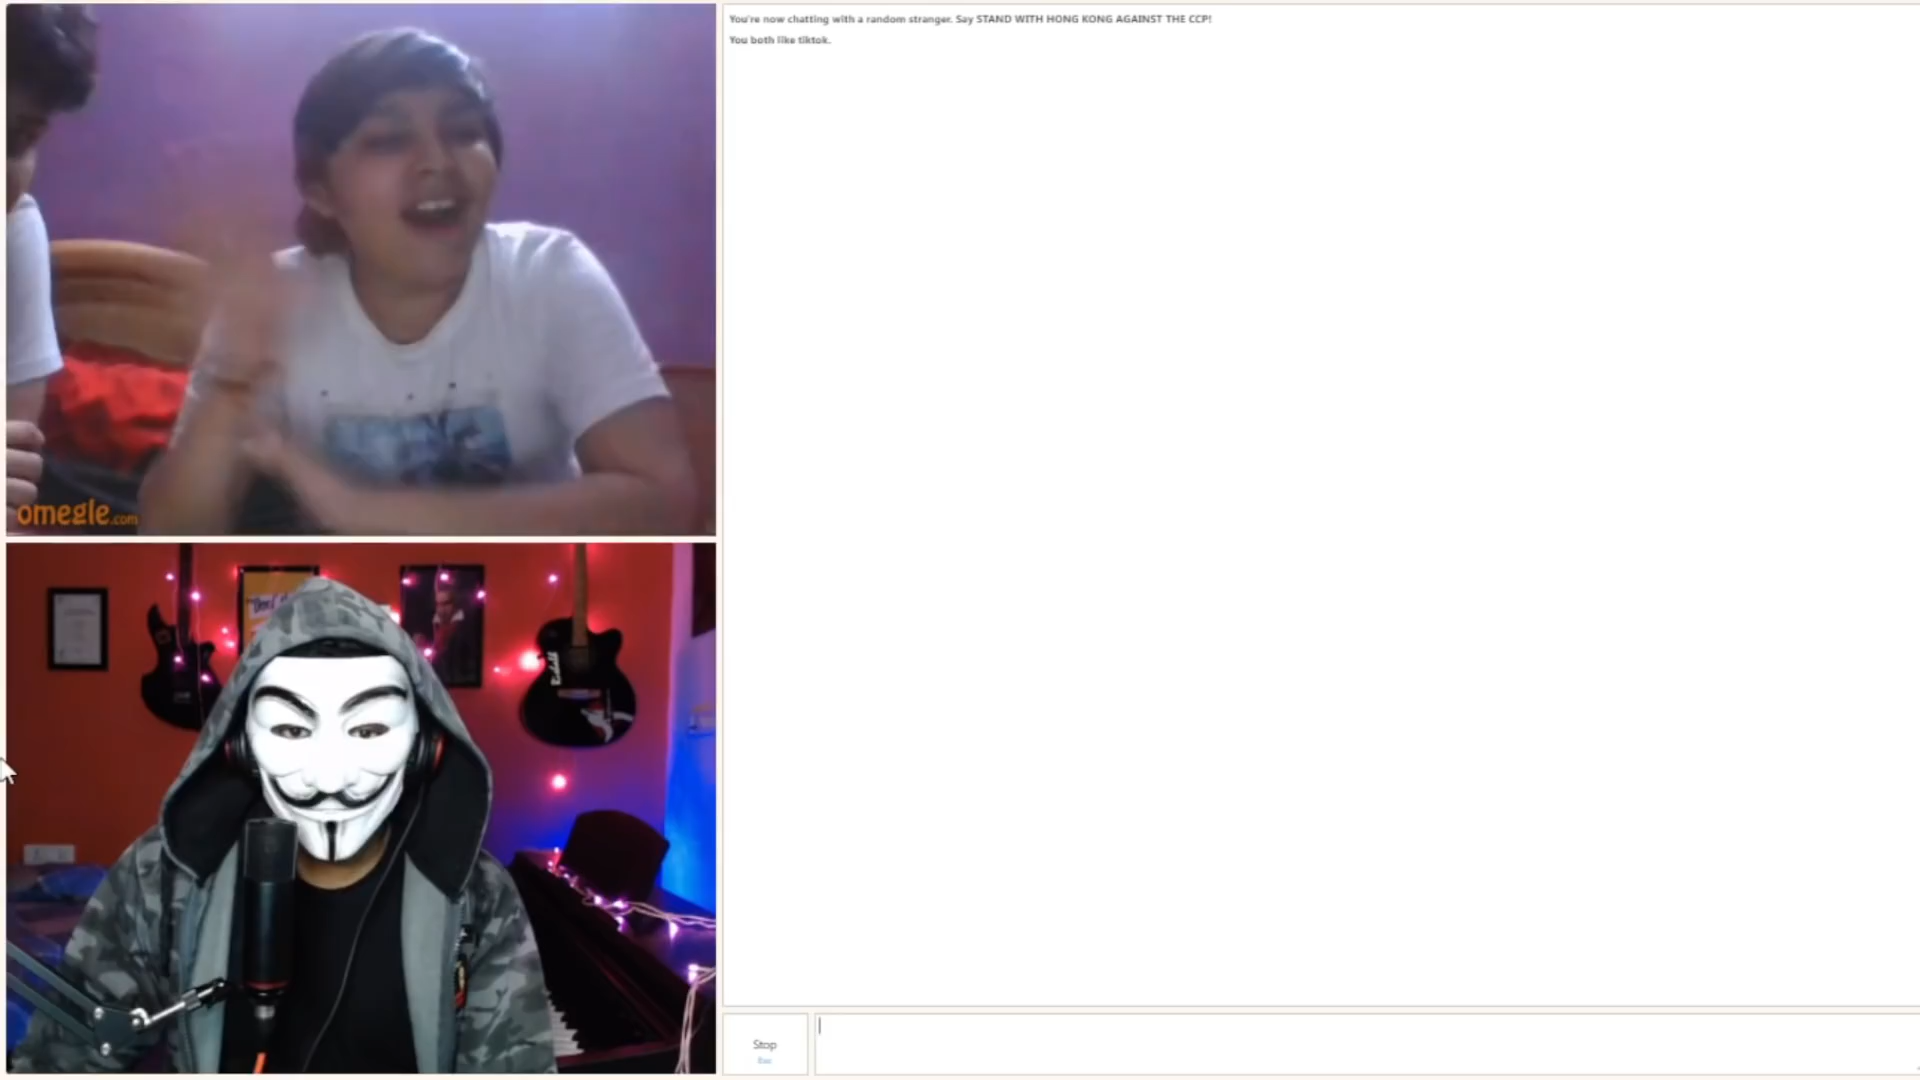 You're now chatting with a random stranger. Say STAND WITH HONG KONG AGAINST THE CCP!
You both like tiktok.
omegle.com
Stop
Esc